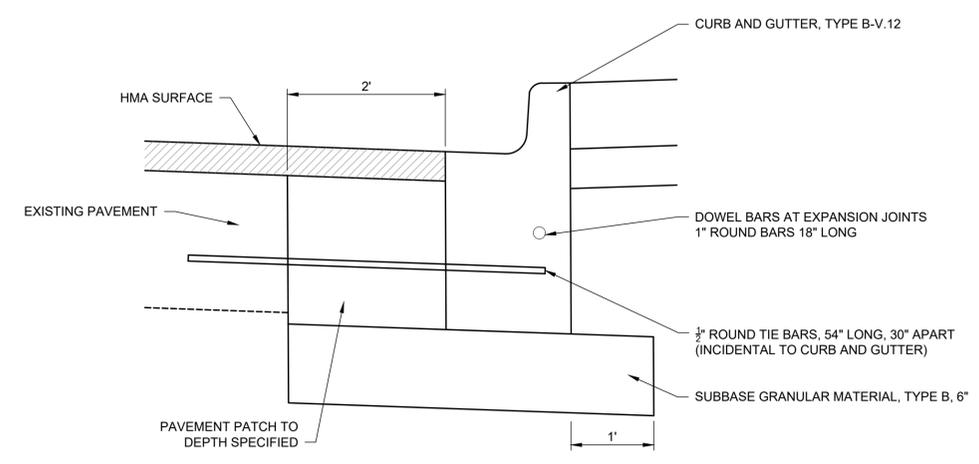 CURB AND GUTTER, TYPE B-V.12
2'
HMA SURFACE
EXISTING PAVEMENT
DOWEL BARS AT EXPANSION JOINTS
1" ROUND BARS 18" LONG
1/2" ROUND TIE BARS, 54" LONG, 30" APART
(INCIDENTAL TO CURB AND GUTTER)
SUBBASE GRANULAR MATERIAL, TYPE B, 6"
PAVEMENT PATCH TO
DEPTH SPECIFIED
1'